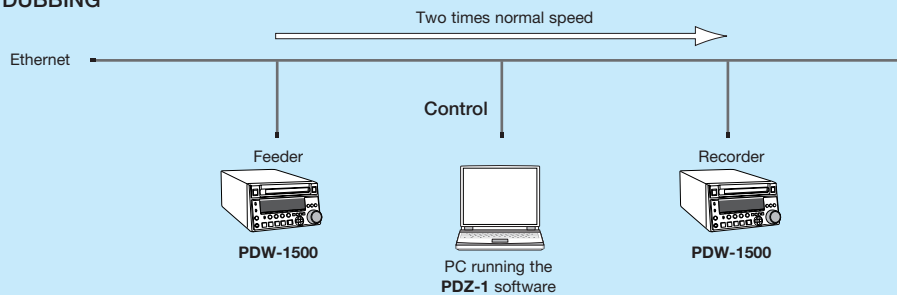 DUBBING
Two times normal speed
Ethernet
Control
Feeder
Recorder
PDW-1500
PDW-1500
PC running the
PDZ-1 software